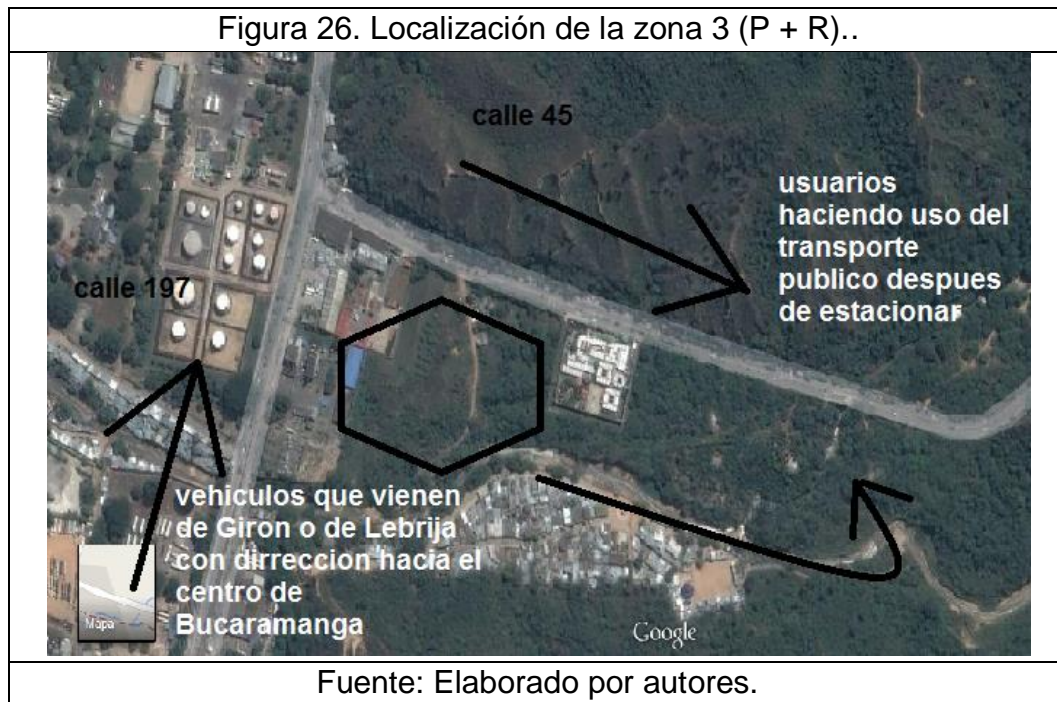 Figura 26. Localización de la zona 3 (P + R)..
calle 45
usuarios
haciendo uso del
transporte
publico despues
de estacionar
calle 197
vehiculos que vienen
de Giron o de Lebrija
con dirreccion hacia el
centro de
Bucaramanga
Mapa
Google
Fuente: Elaborado por autores.